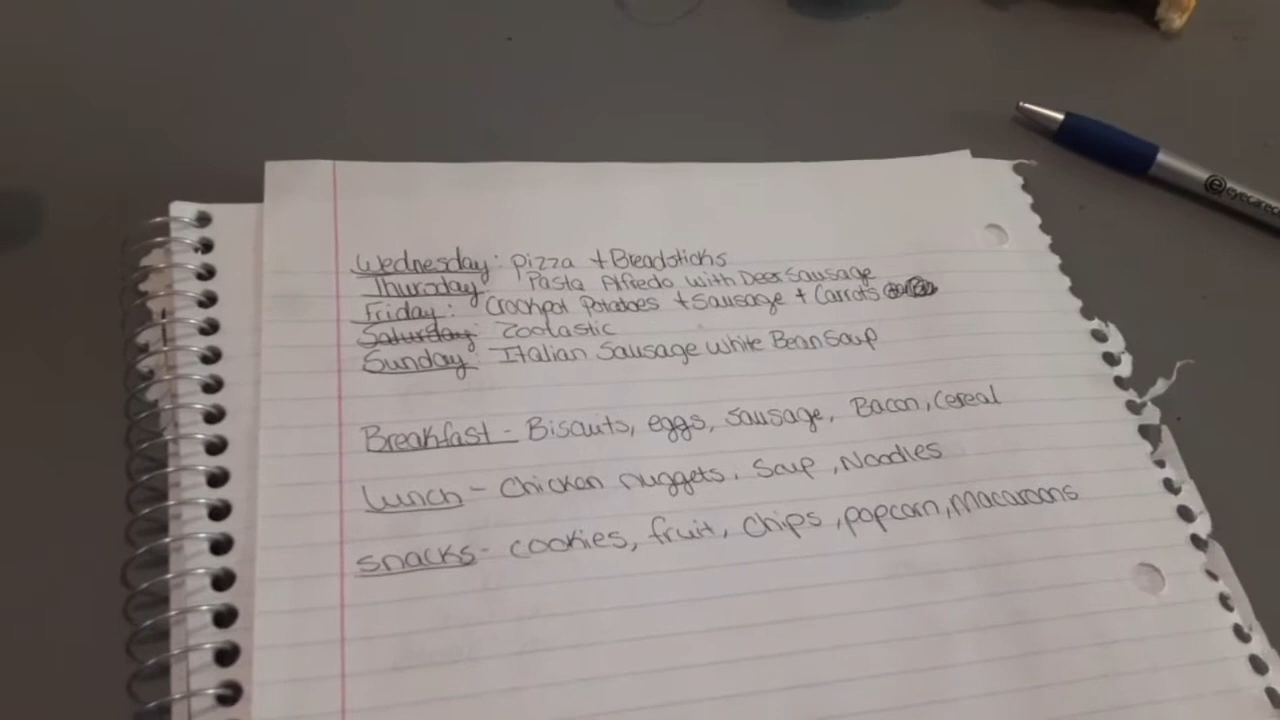 Wednesday: pizza + Breadsticks
Thursday: Pasta Alfredo with Deer Sausage
Friday: Crockpot Potatoes + Sausage + Carrots
Saturday: Zootastic
Sunday: Italian Sausage White Bean Soup
Breakfast - Biscuits, eggs, Sausage, Bacon, Cereal
Lunch - Chicken nuggets, Soup, Noodles
snacks - cookies, fruit, chips, popcorn, Macaroons
eyecarec